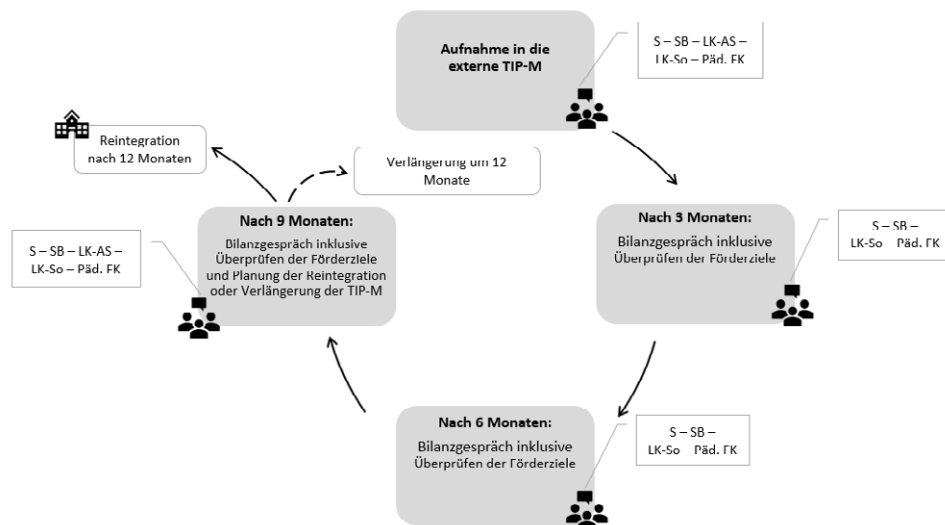 Aufnahme in die
externe TIP-M
S – SB – LK-AS –
LK-So – Päd. FK
Reintegration
nach 12 Monaten
Verlängerung um 12
Monate
Nach 9 Monaten:
Bilanzgespräch inklusive
Überprüfen der Förderziele
und Planung der Reintegration
oder Verlängerung der TIP-M
S – SB – LK-AS –
LK-So – Päd. FK
Nach 3 Monaten:
Bilanzgespräch inklusive
Überprüfen der Förderziele
S – SB –
LK-So Päd. FK
Nach 6 Monaten:
Bilanzgespräch inklusive
Überprüfen der Förderziele
S – SB –
LK-So Päd. FK